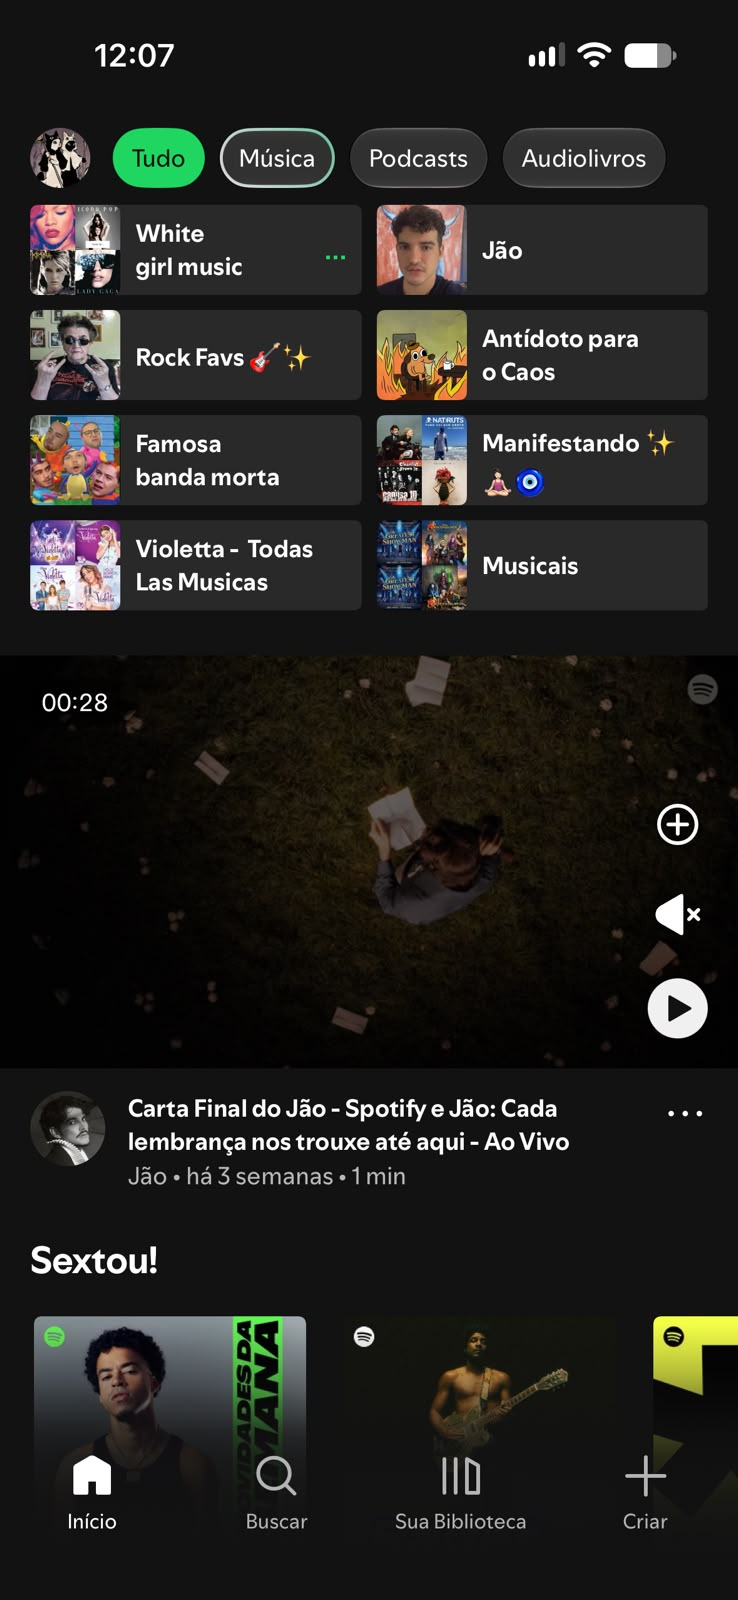 12:07
Tudo
Música
Podcasts
Audiolivros
White
girl music
Jão
Rock Favs 🎸✨
Antídoto para
o Caos
Famosa
banda morta
Manifestando ✨
🧘🏻‍♀️🧿
Violetta - Todas
Las Musicas
Musicais
00:28
Carta Final do Jão - Spotify e Jão: Cada
lembrança nos trouxe até aqui - Ao Vivo
Jão • há 3 semanas • 1 min
Sextou!
Início
Buscar
Sua Biblioteca
Criar